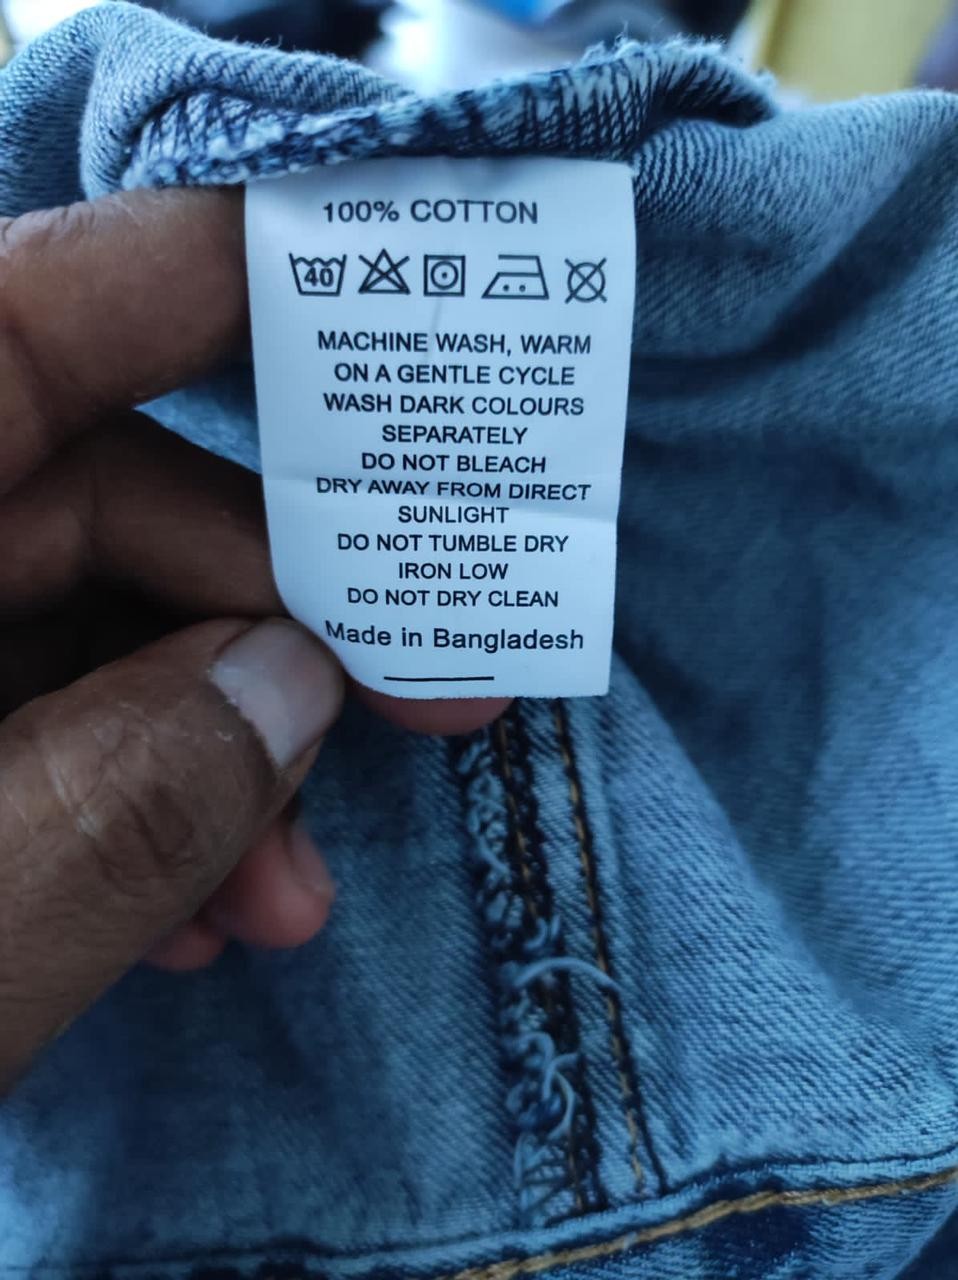 100% COTTON
40
MACHINE WASH, WARM
ON A GENTLE CYCLE
WASH DARK COLOURS
SEPARATELY
DO NOT BLEACH
DRY AWAY FROM DIRECT
SUNLIGHT
DO NOT TUMBLE DRY
IRON LOW
DO NOT DRY CLEAN
Made in Bangladesh